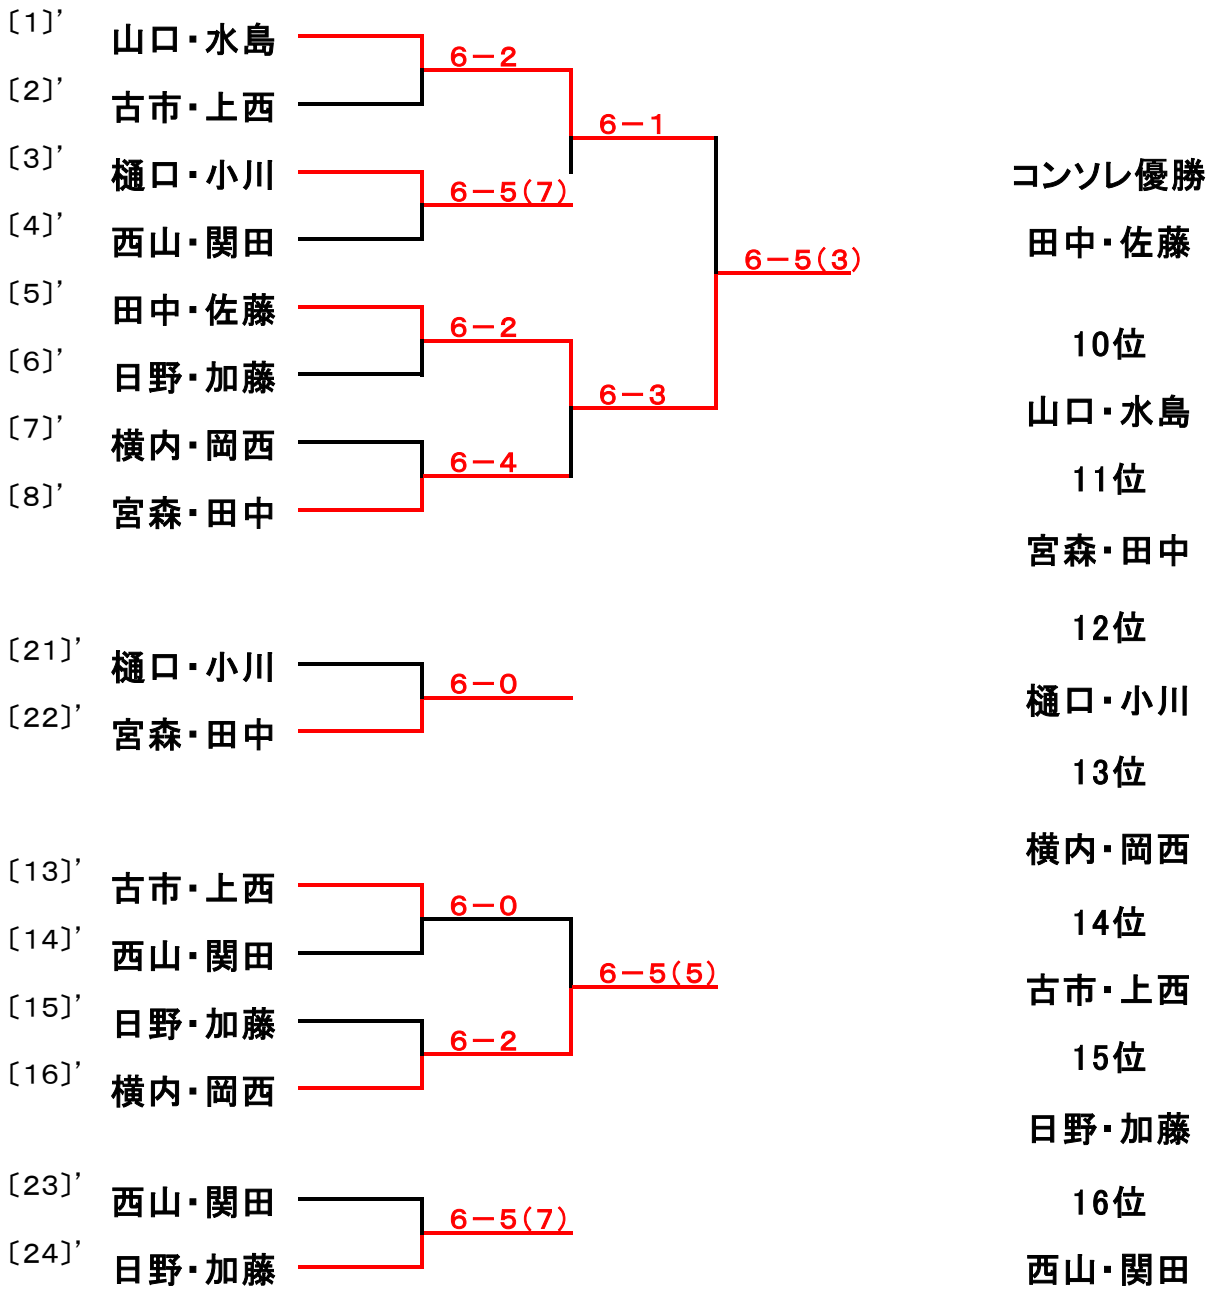 〔1〕’ 山口・水島
6－2
〔2〕’ 古市・上西
6－1
〔3〕’ 樋口・小川
6－5（7）
〔4〕’ 西山・関田
6－5（3）
〔5〕’ 田中・佐藤
6－2
〔6〕’ 日野・加藤
6－3
〔7〕’ 横内・岡西
6－4
〔8〕’ 宮森・田中
〔21〕’ 樋口・小川
6－0
〔22〕’ 宮森・田中
〔13〕’ 古市・上西
6－0
〔14〕’ 西山・関田
6－5（5）
〔15〕’ 日野・加藤
6－2
〔16〕’ 横内・岡西
〔23〕’ 西山・関田
6－5（7）
〔24〕’ 日野・加藤
コンソレ優勝
田中・佐藤
10位
山口・水島
11位
宮森・田中
12位
樋口・小川
13位
横内・岡西
14位
古市・上西
15位
日野・加藤
16位
西山・関田